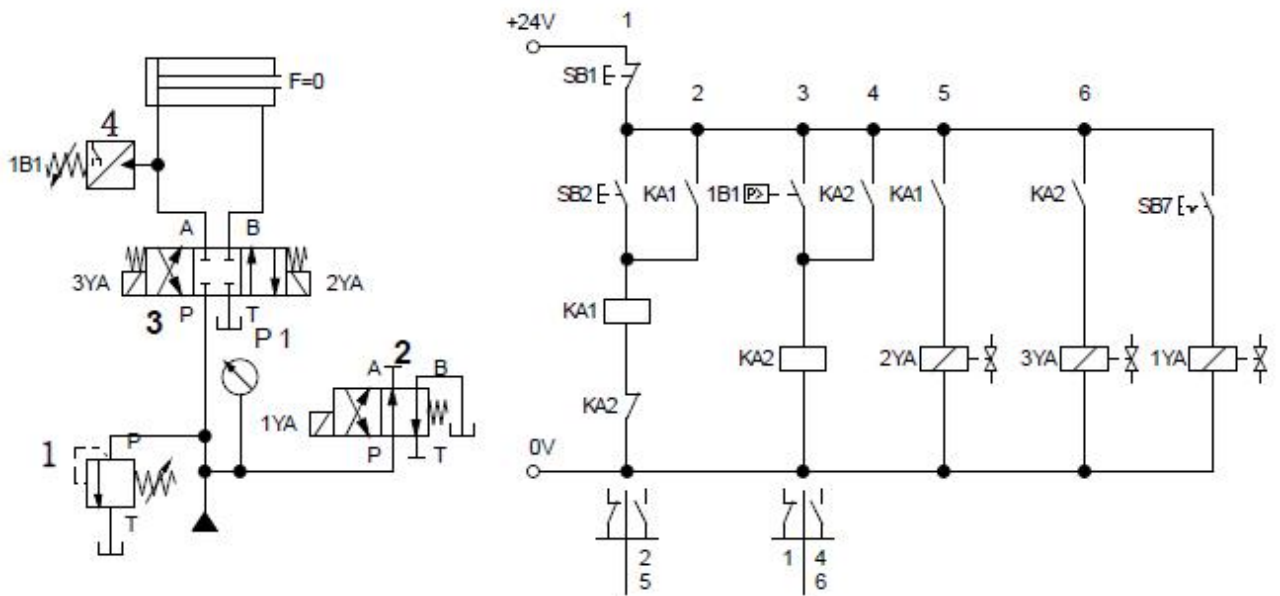 F=0
4
1B1
A B
3YA 2YA
3 P T
P1
A 2 B
1YA
P T
1 P
T
+24V 1
SB1
2 3 4 5 6
SB2 KA1 1B1 P> KA2 KA1 KA2 SB7
KA1
KA2 2YA 3YA 1YA
KA2
0V
2 1 4
5 6